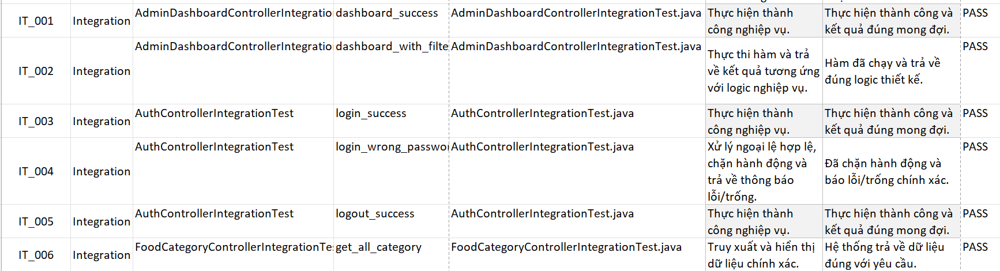 IT_001 Integration AdminDashboardControllerIntegratio dashboard_success AdminDashboardControllerIntegrationTest.java Thực hiện thành Thực hiện thành công và PASS
công nghiệp vụ. kết quả đúng mong đợi.
IT_002 Integration AdminDashboardControllerIntegratio dashboard_with_filte AdminDashboardControllerIntegrationTest.java Thực thi hàm và trả Hàm đã chạy và trả về PASS
về kết quả tương ứng đúng logic thiết kế.
với logic nghiệp vụ.
IT_003 Integration AuthControllerIntegrationTest login_success AuthControllerIntegrationTest.java Thực hiện thành Thực hiện thành công và PASS
công nghiệp vụ. kết quả đúng mong đợi.
IT_004 Integration AuthControllerIntegrationTest login_wrong_passwo AuthControllerIntegrationTest.java Xử lý ngoại lệ hợp lệ, Đã chặn hành động và PASS
chặn hành động và báo lỗi/trống chính xác.
trả về thông báo
lỗi/trống.
IT_005 Integration AuthControllerIntegrationTest logout_success AuthControllerIntegrationTest.java Thực hiện thành Thực hiện thành công và PASS
công nghiệp vụ. kết quả đúng mong đợi.
IT_006 Integration FoodCategoryControllerIntegrationTe get_all_category FoodCategoryControllerIntegrationTest.java Truy xuất và hiển thị Hệ thống trả về dữ liệu PASS
dữ liệu chính xác. đúng với yêu cầu.